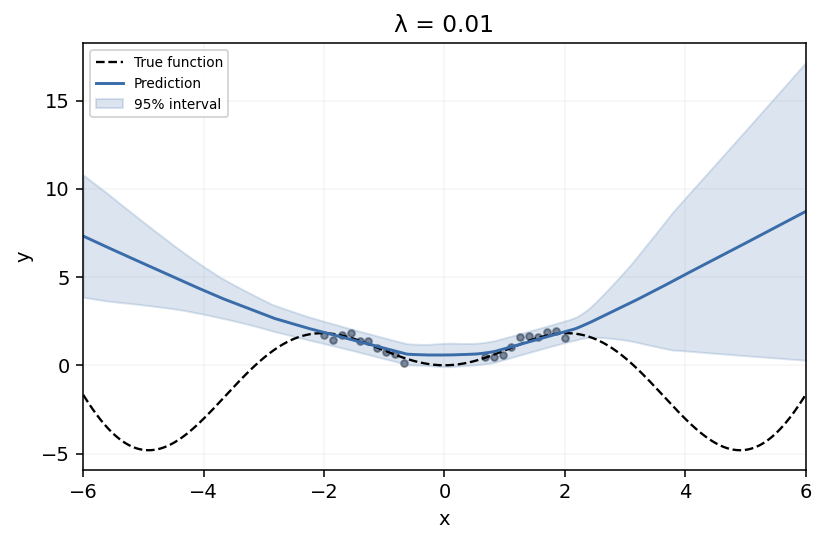 λ = 0.01
True function
Prediction
95% interval
y
15
10
5
0
−5
−6 −4 −2 0 2 4 6
x